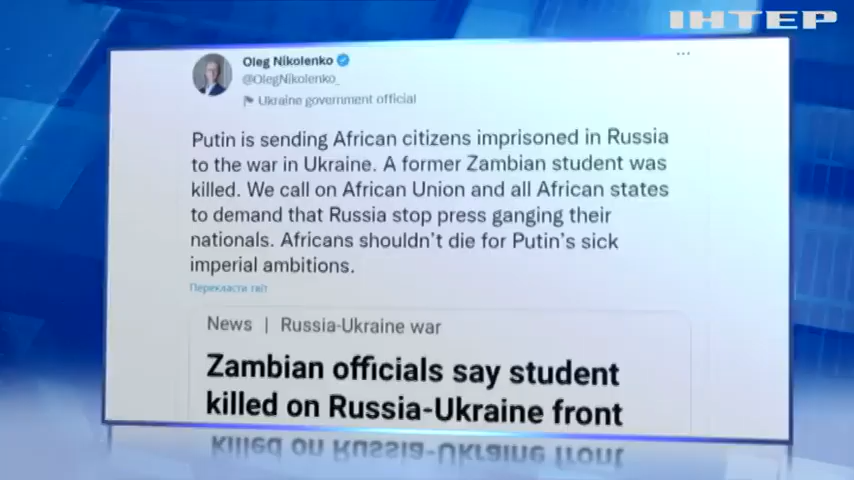 ІНТЕР
Oleg Nikolenko
@OlegNikolenko_
Ukraine government official
Putin is sending African citizens imprisoned in Russia
to the war in Ukraine. A former Zambian student was
killed. We call on African Union and all African states
to demand that Russia stop press ganging their
nationals. Africans shouldn't die for Putin's sick
imperial ambitions.
Перекласти твіт
News | Russia-Ukraine war
Zambian officials say student
killed on Russia-Ukraine front